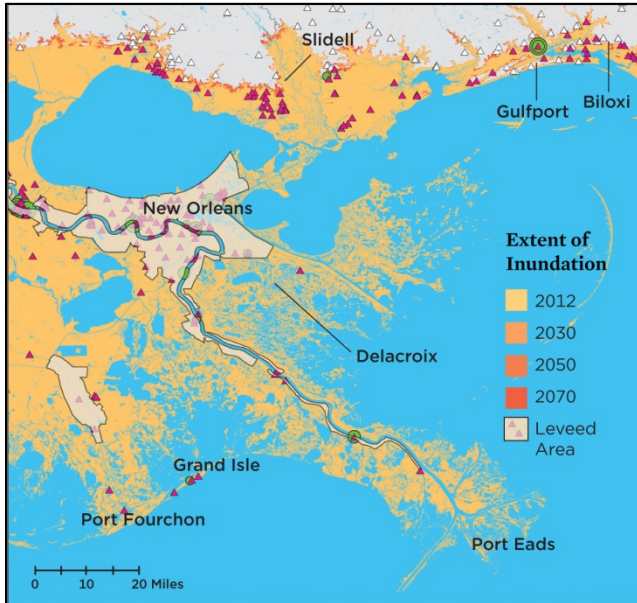 Slidell
Gulfport
Biloxi
New Orleans
Extent of
Inundation
2012
2030
2050
2070
Leveed
Area
Delacroix
Grand Isle
Port Fourchon
Port Eads
0 10 20 Miles